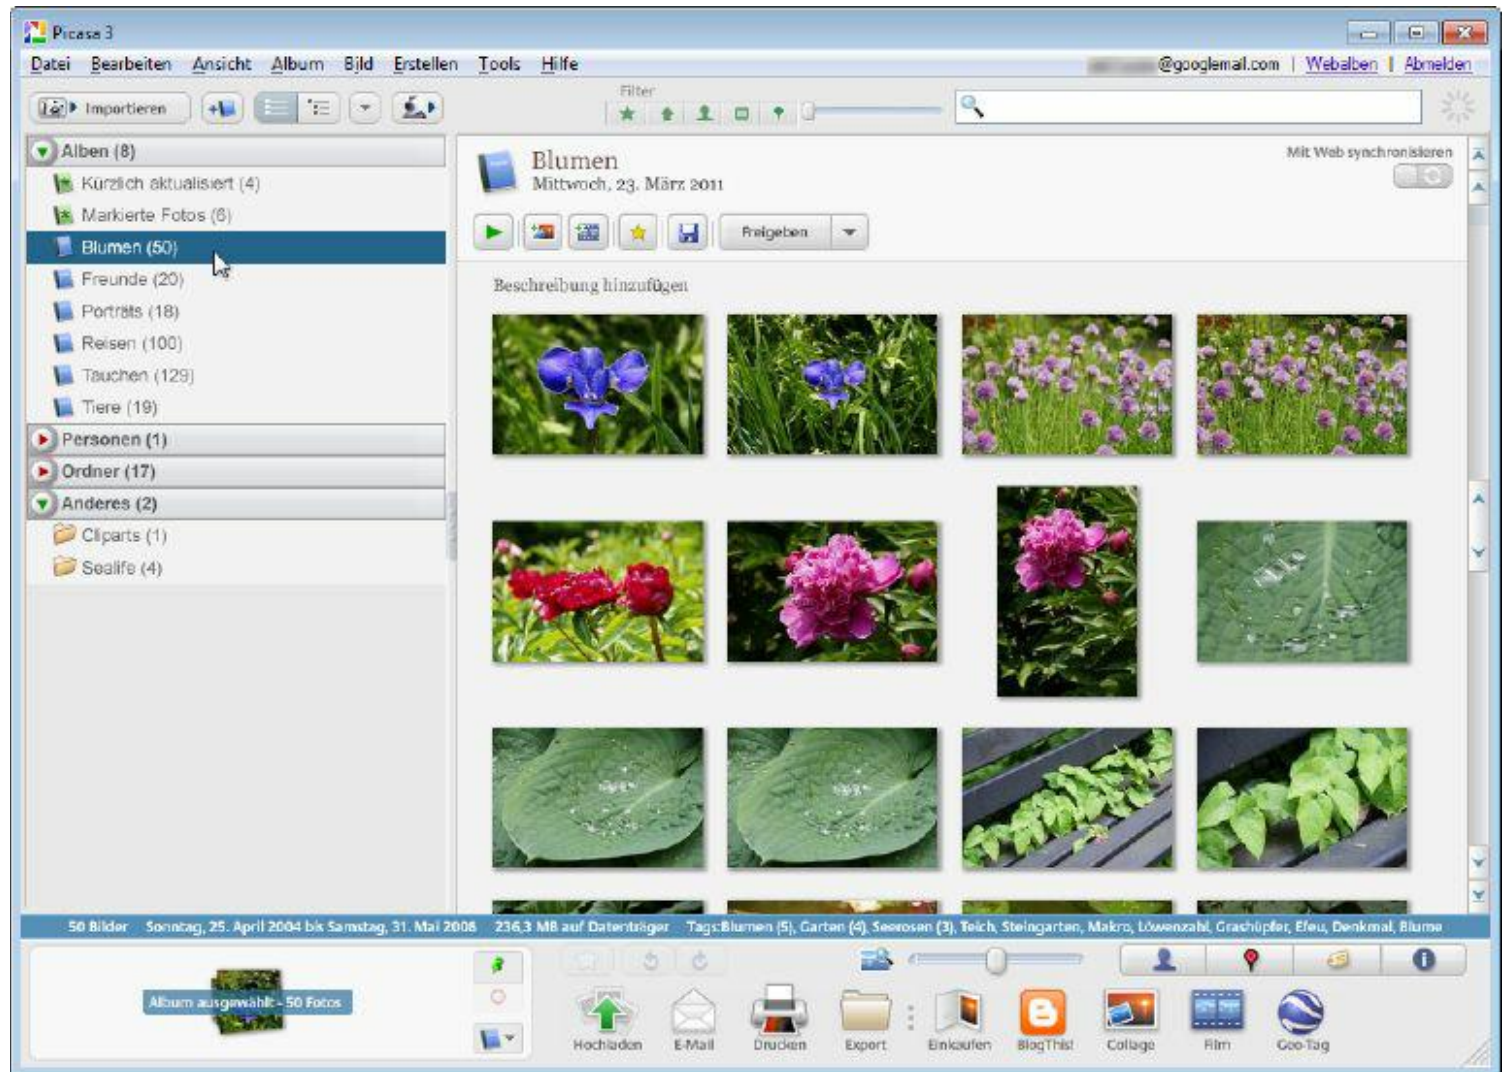 Picasa 3
Datei Bearbeiten Ansicht Album Bild Erstellen Tools Hilfe @googlemail.com | Webalben | Abmelden
Importieren
Filter
Alben (8)
Kürzlich aktualisiert (4)
Markierte Fotos (6)
Blumen (50)
Freunde (20)
Porträts (18)
Reisen (100)
Tauchen (129)
Tiere (19)
Personen (1)
Ordner (17)
Anderes (2)
Cliparts (1)
Sealife (4)
Blumen
Mittwoch, 23. März 2011
Mit Web synchronisieren
Freigeben
Beschreibung hinzufügen
50 Bilder Sonntag, 25. April 2004 bis Samstag, 31. Mai 2008 236,3 MB auf Datenträger Tags:Blumen (5), Garten (4), Seerosen (3), Teich, Steingarten, Makro, Löwenzahl, Grashüpfer, Efeu, Denkmal, Blume
Album ausgewählt - 50 Fotos
Hochladen E-Mail Drucken Export Einkaufen BlogThis! Collage Film Geo-Tag